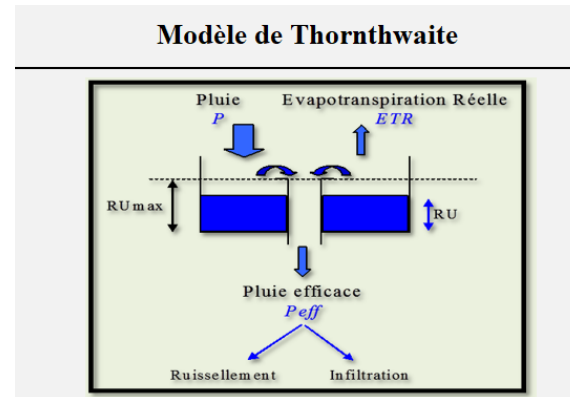 Modèle de Thornthwaite
Pluie Evapotranspiration Réelle
P ETR
RUmax RU
Pluie efficace
Peff
Ruissellement Infiltration